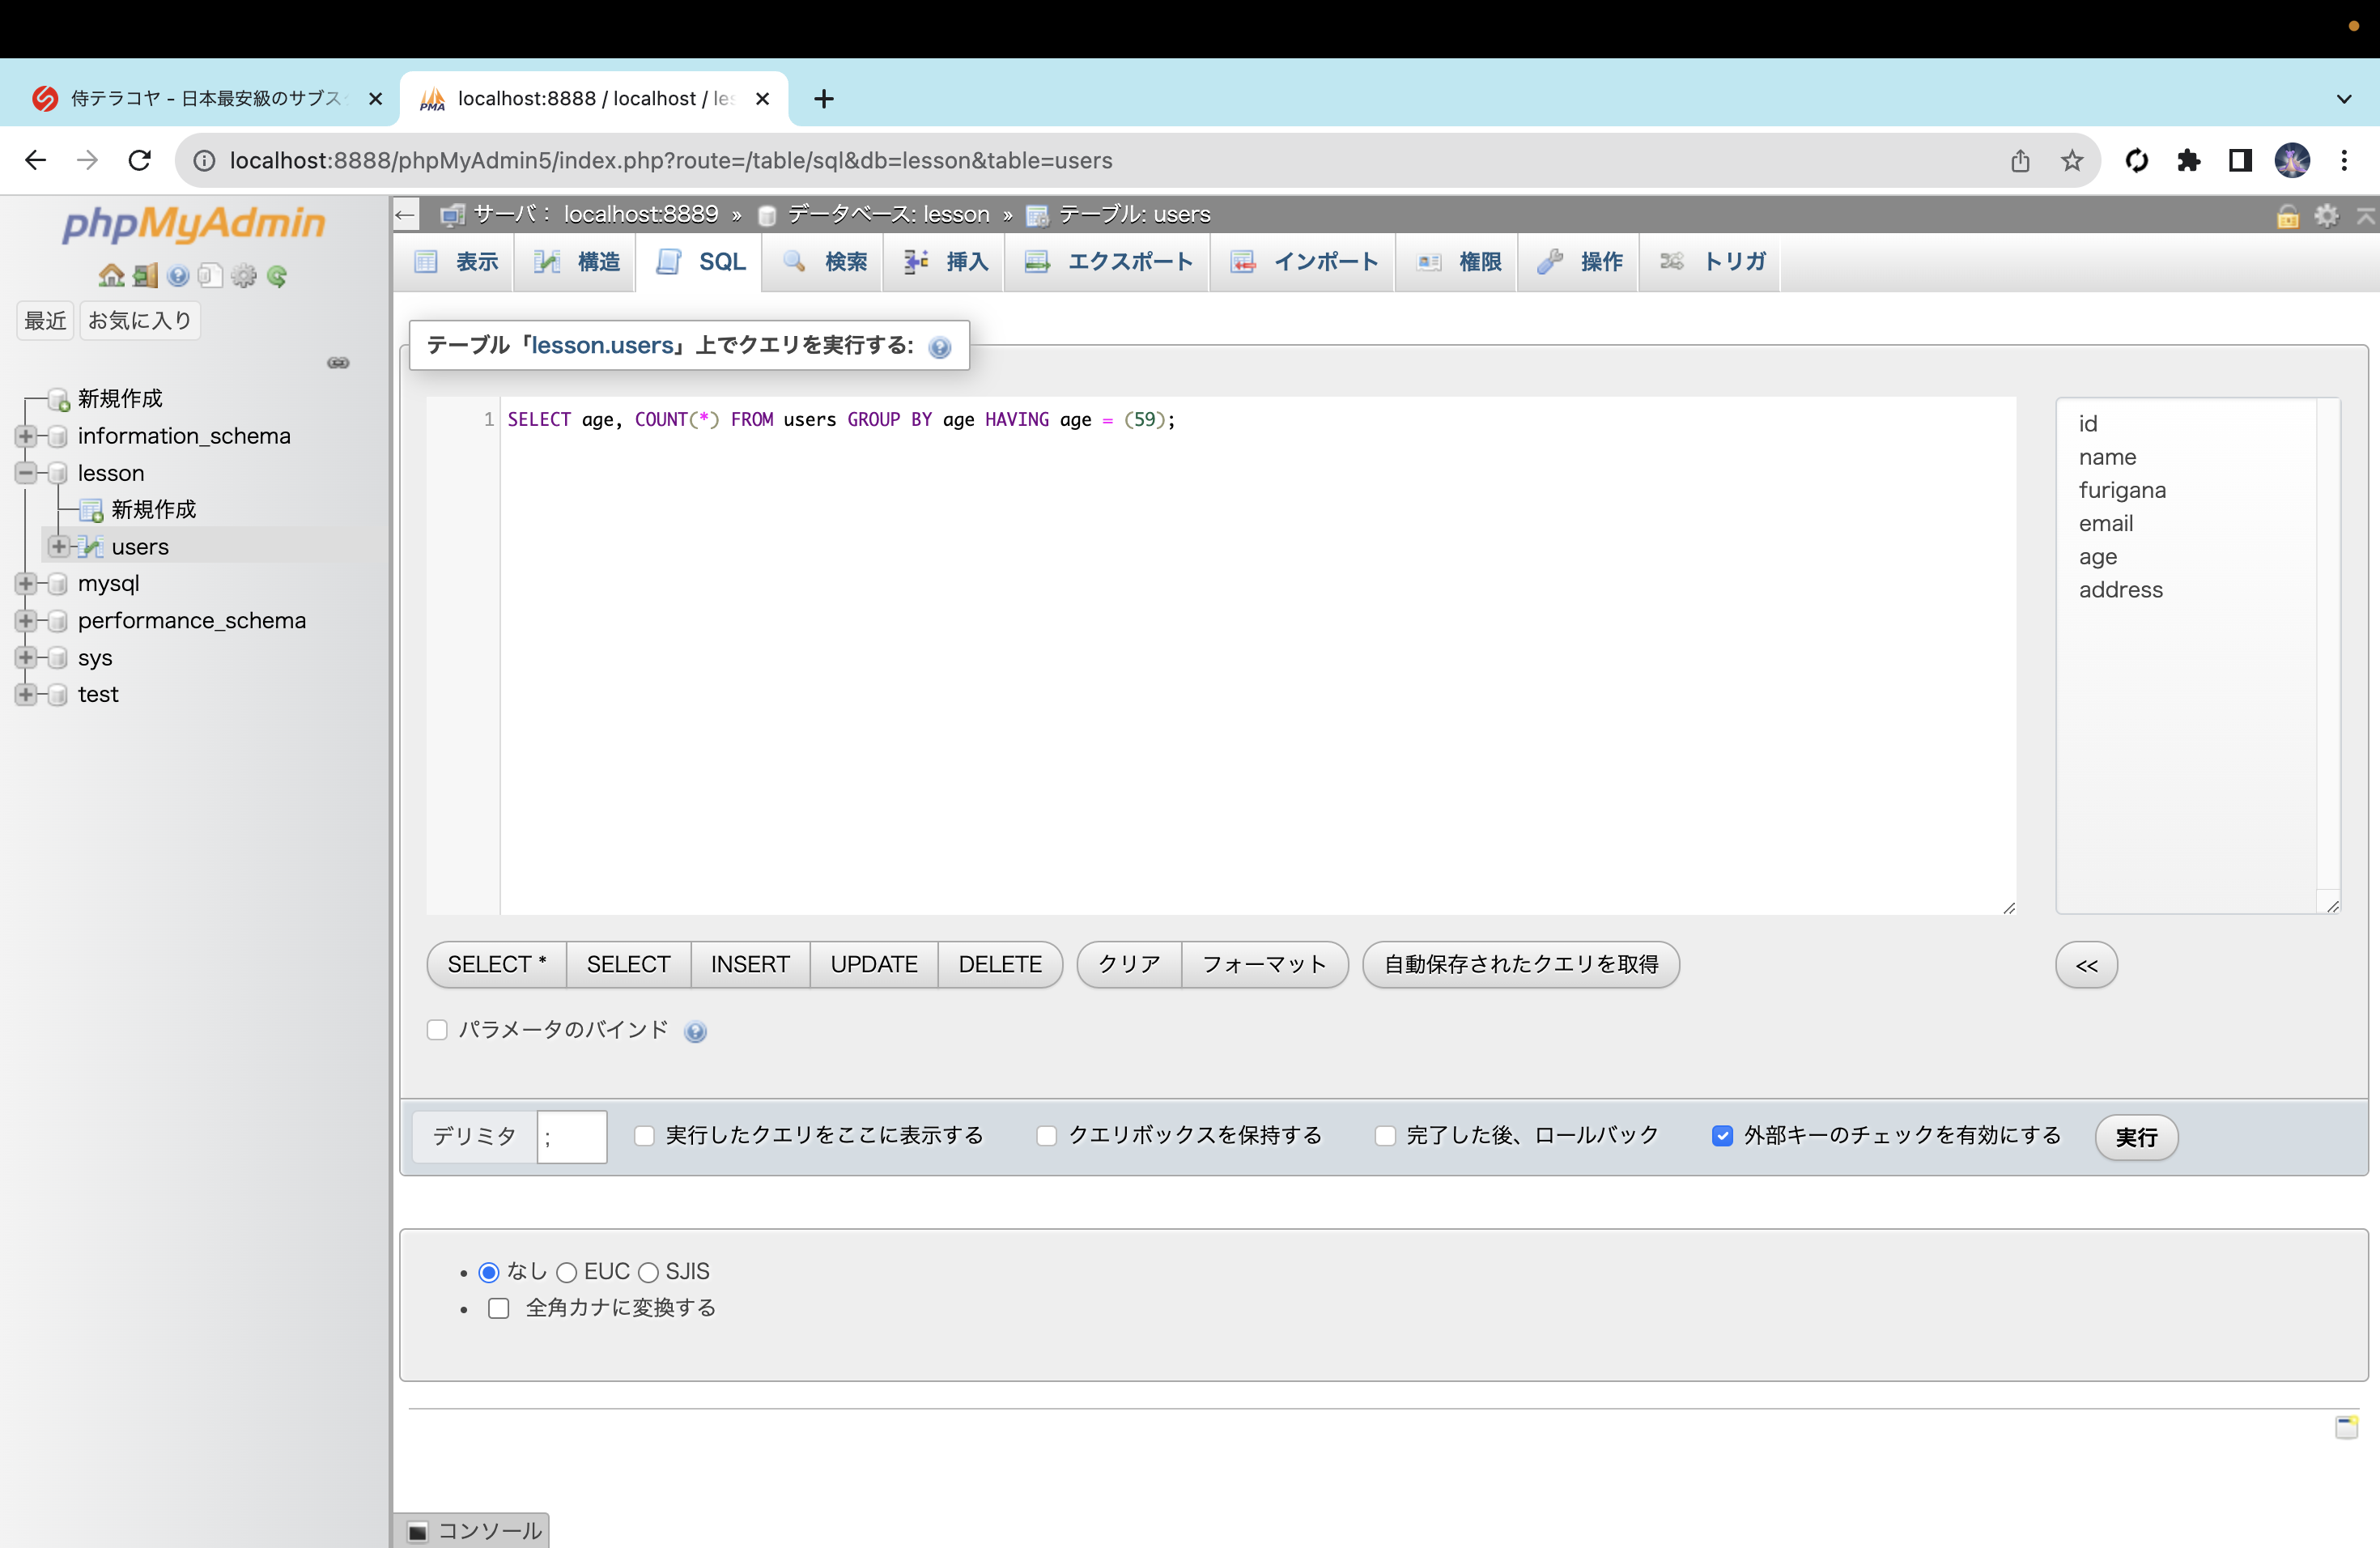 侍テラコヤ - 日本最安級のサブス
localhost:8888 / localhost / les
localhost:8888/phpMyAdmin5/index.php?route=/table/sql&db=lesson&table=users
phpMyAdmin
最近 お気に入り
新規作成
information_schema
lesson
新規作成
users
mysql
performance_schema
sys
test
サーバ： localhost:8889 » データベース: lesson » テーブル: users
表示 構造 SQL 検索 挿入 エクスポート インポート 権限 操作 トリガ
テーブル「lesson.users」上でクエリを実行する:
1 SELECT age, COUNT(*) FROM users GROUP BY age HAVING age = (59);
id
name
furigana
email
age
address
SELECT * SELECT INSERT UPDATE DELETE クリア フォーマット 自動保存されたクエリを取得 <<
パラメータのバインド
デリミタ ; 実行したクエリをここに表示する クエリボックスを保持する 完了した後、ロールバック 外部キーのチェックを有効にする 実行
なし EUC SJIS
全角カナに変換する
コンソール